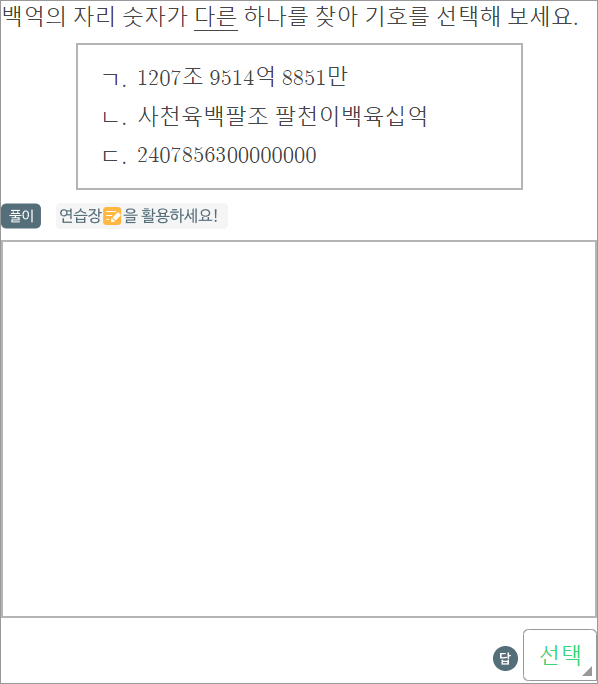 백억의 자리 숫자가 다른 하나를 찾아 기호를 선택해 보세요.
ㄱ. 1207조 9514억 8851만
ㄴ. 사천육백팔조 팔천이백육십억
ㄷ. 2407856300000000
풀이 연습장을 활용하세요!
답 선택